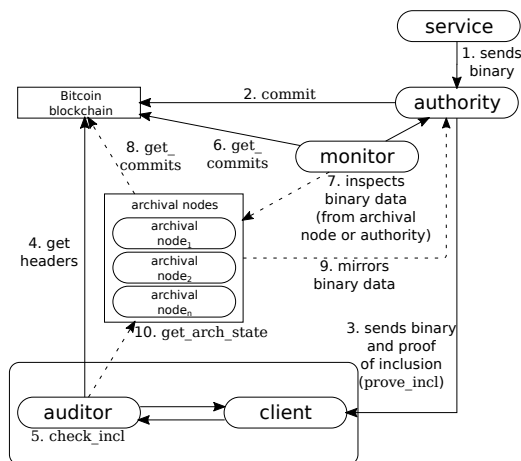 service
1. sends
binary
Bitcoin
blockchain
2. commit
authority
8. get_
commits
6. get_
commits
monitor
7. inspects
binary data
(from archival
node or authority)
archival nodes
archival
node1
archival
node2
archival
noden
4. get
headers
9. mirrors
binary data
10. get_arch_state
3. sends binary
and proof
of inclusion
(prove_incl)
auditor
client
5. check_incl